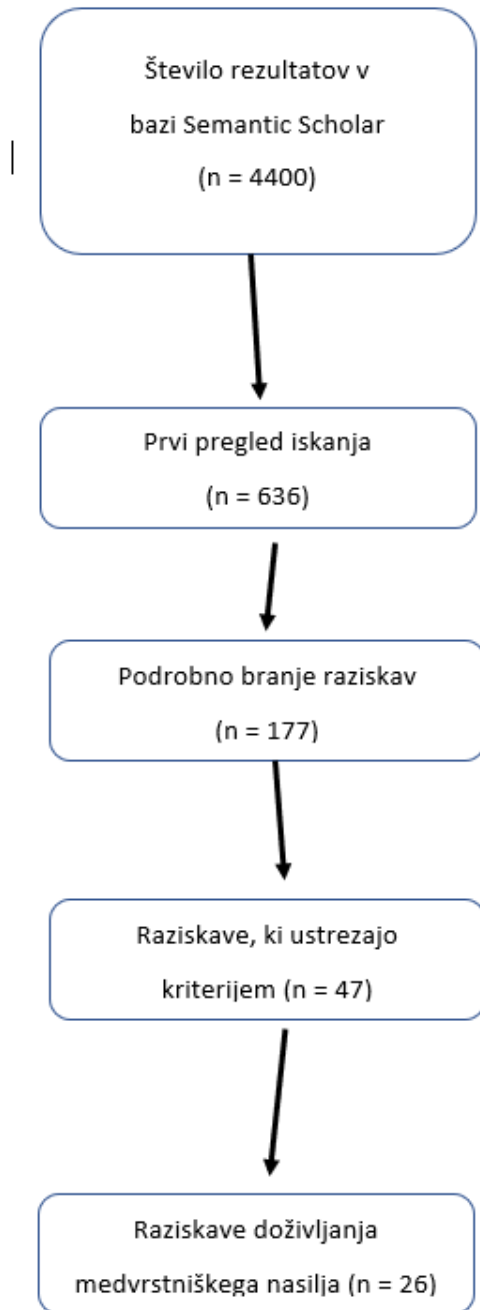 Število rezultatov v
bazi Semantic Scholar
(n = 4400)
Prvi pregled iskanja
(n = 636)
Podrobno branje raziskav
(n = 177)
Raziskave, ki ustrezajo
kriterijem (n = 47)
Raziskave doživljanja
medvrstniškega nasilja (n = 26)